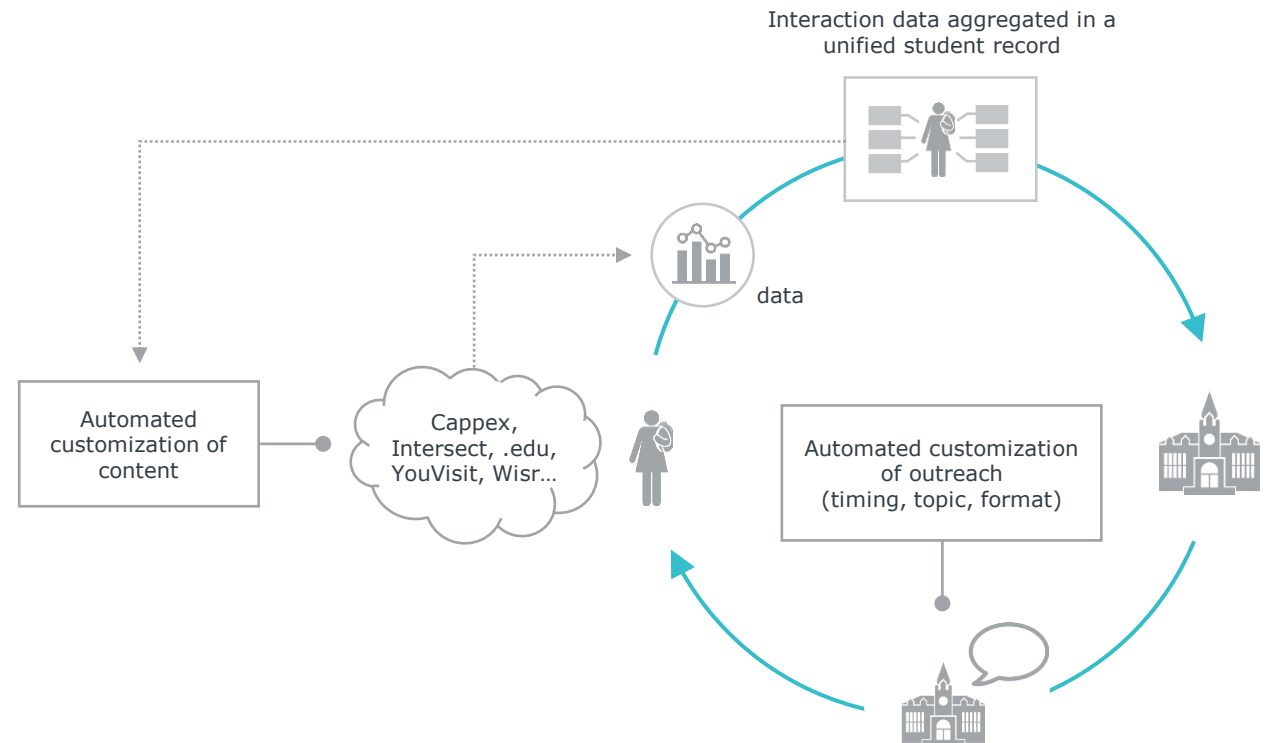 Interaction data aggregated in a
unified student record
data
Automated
customization of
content
Cappex,
Intersect, .edu,
YouVisit, Wisr…
Automated customization
of outreach
(timing, topic, format)